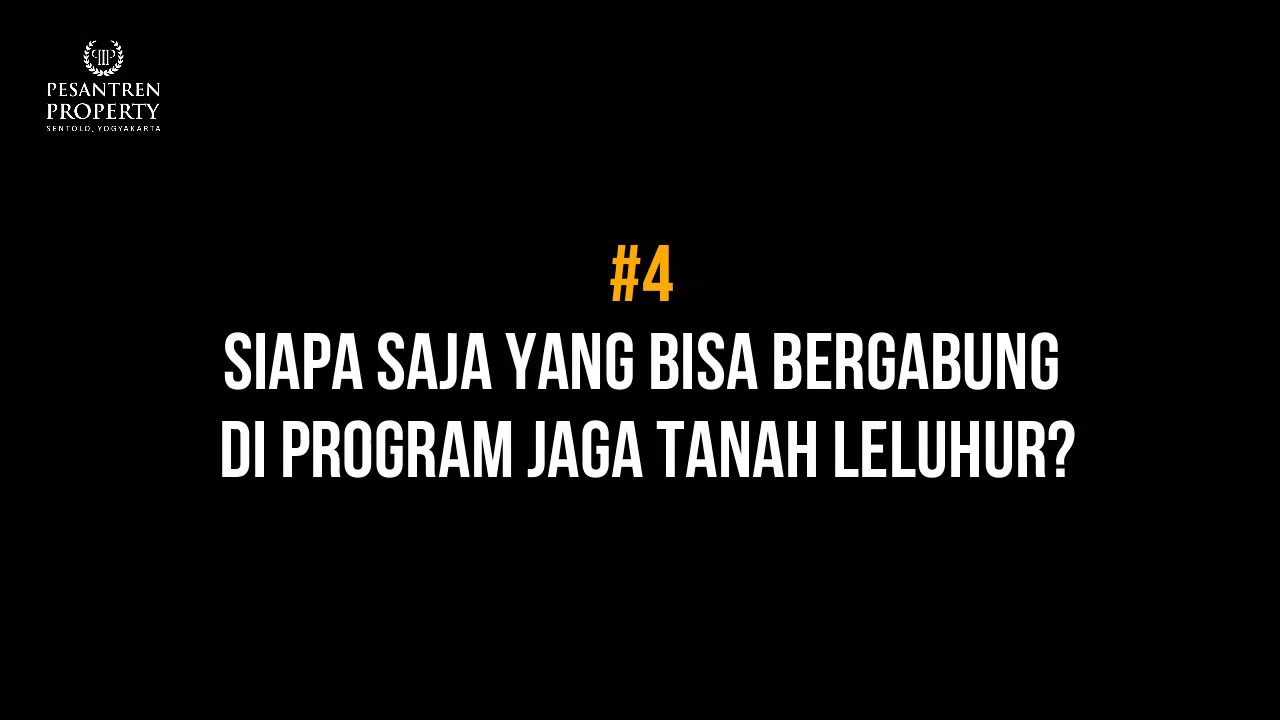 PESANTREN
PROPERTY
SENTOLO, YOGYAKARTA
#4
SIAPA SAJA YANG BISA BERGABUNG
DI PROGRAM JAGA TANAH LELUHUR?